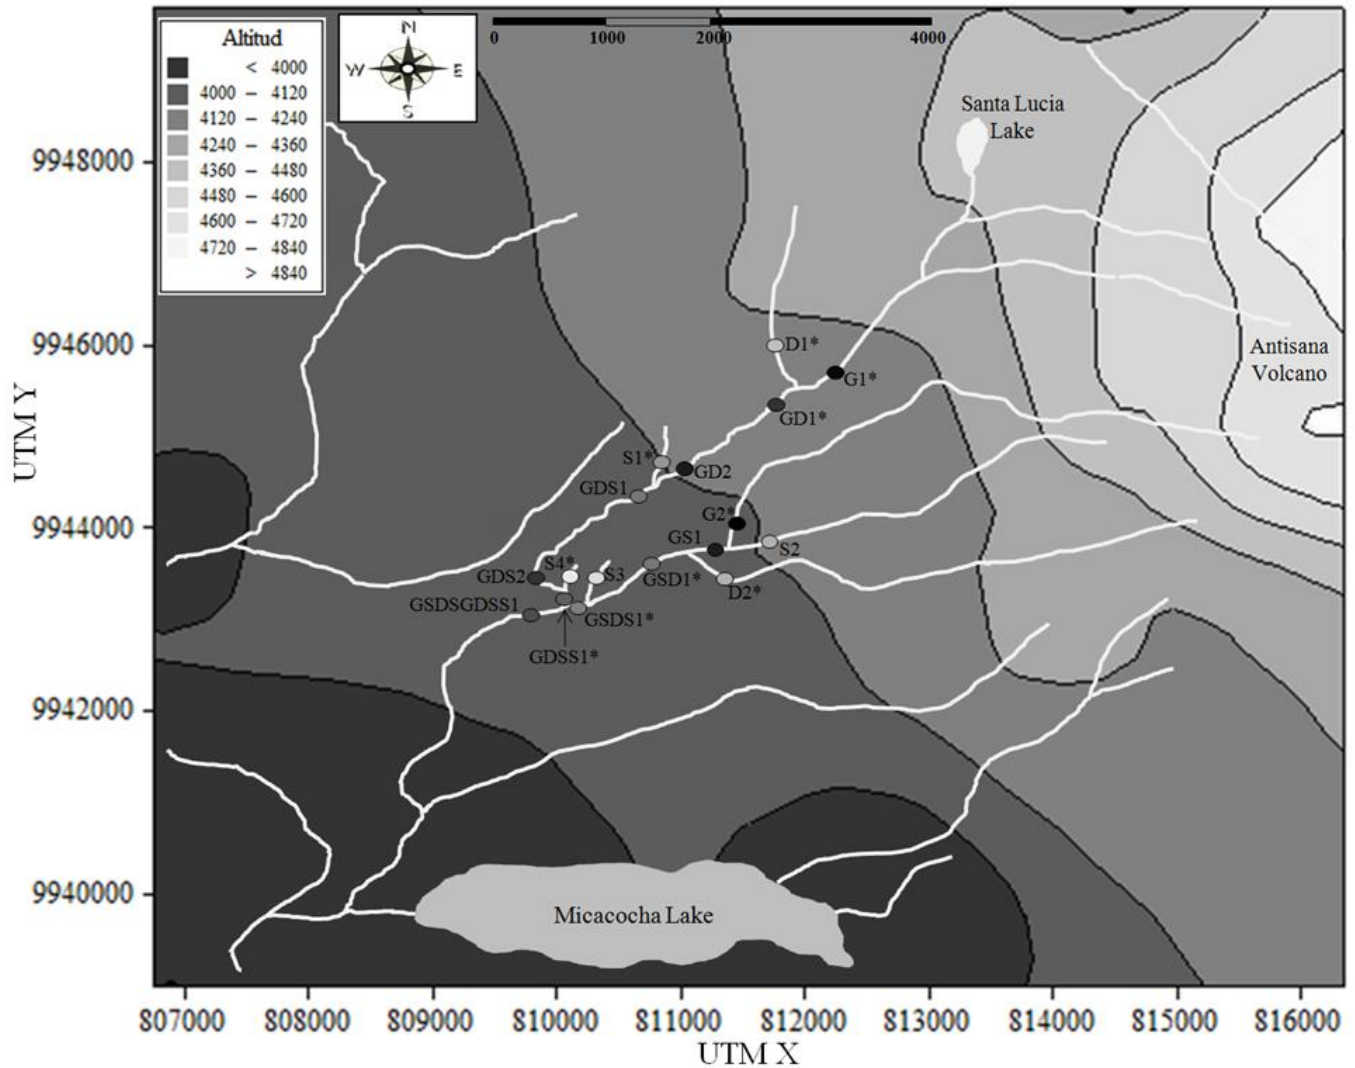 Altitud
< 4000
4000 – 4120
4120 – 4240
4240 – 4360
4360 – 4480
4480 – 4600
4600 – 4720
4720 – 4840
> 4840
N
W
E
S
0
1000
2000
4000
Santa Lucia
Lake
Antisana
Volcano
D1*
G1*
GD1*
S1*
GD2
GDS1
G2*
GS1
S2
S4*
S3
GDS2
GSD1*
D2*
GSDSGDSS1
GSDS1*
GDSS1*
Micacocha Lake
UTM Y
9948000
9946000
9944000
9942000
9940000
807000
808000
809000
810000
811000
812000
813000
814000
815000
816000
UTM X